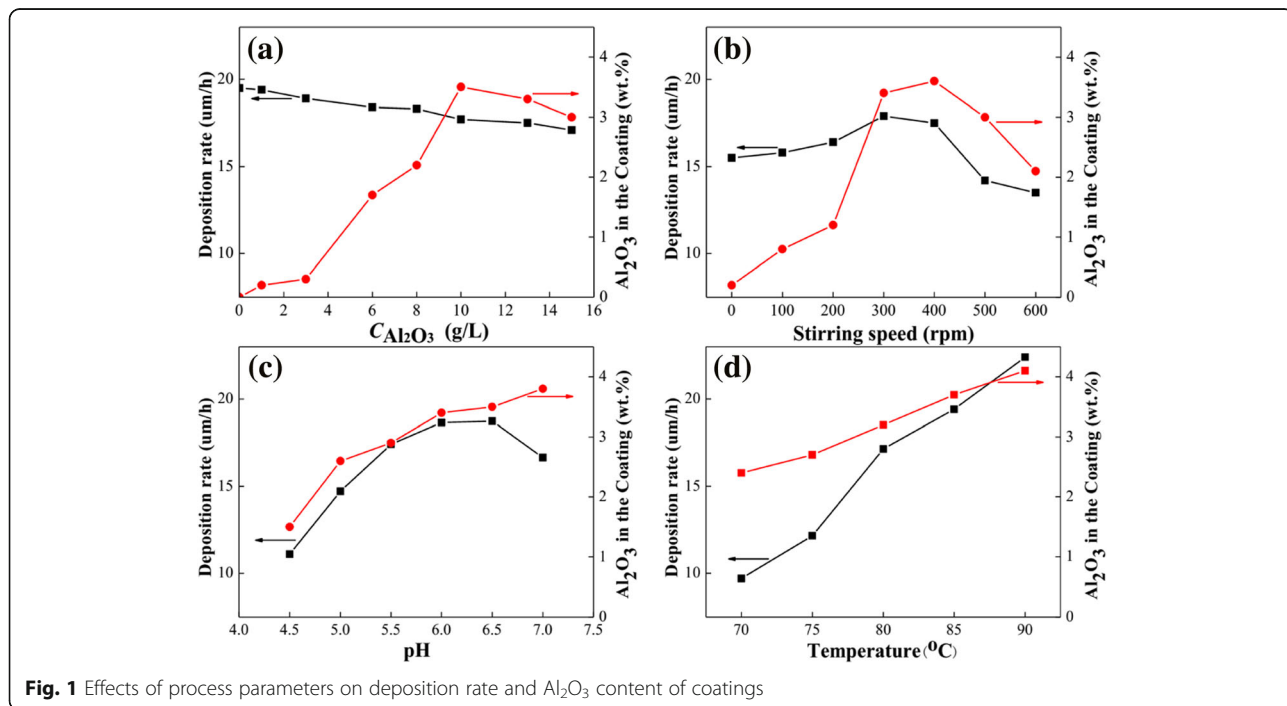 (a)
Deposition rate (um/h)
20
15
10
4
3
2
1
0
Al₂O₃ in the Coating (wt.%)
0 2 4 6 8 10 12 14 16
C Al₂O₃ (g/L)
(b)
Deposition rate (um/h)
20
15
10
4
3
2
1
0
Al₂O₃ in the Coating (wt.%)
0 100 200 300 400 500 600
Stirring speed (rpm)
(c)
Deposition rate (um/h)
20
15
10
4
3
2
1
0
Al₂O₃ in the Coating (wt.%)
4.0 4.5 5.0 5.5 6.0 6.5 7.0 7.5
pH
(d)
Deposition rate (um/h)
20
15
10
4
3
2
1
0
Al₂O₃ in the Coating (wt.%)
70 75 80 85 90
Temperature(°C)
Fig. 1 Effects of process parameters on deposition rate and Al₂O₃ content of coatings